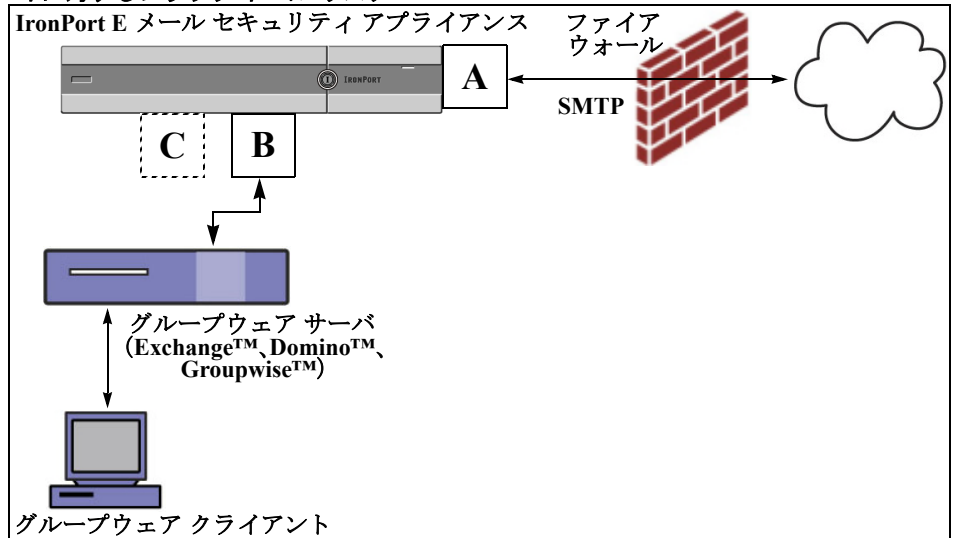 IronPort E メール セキュリティ アプライアンス
ファイア
ウォール
IRONPORT
A
SMTP
C
B
グループウェア サーバ
(Exchange™、Domino™、
Groupwise™)
グループウェア クライアント